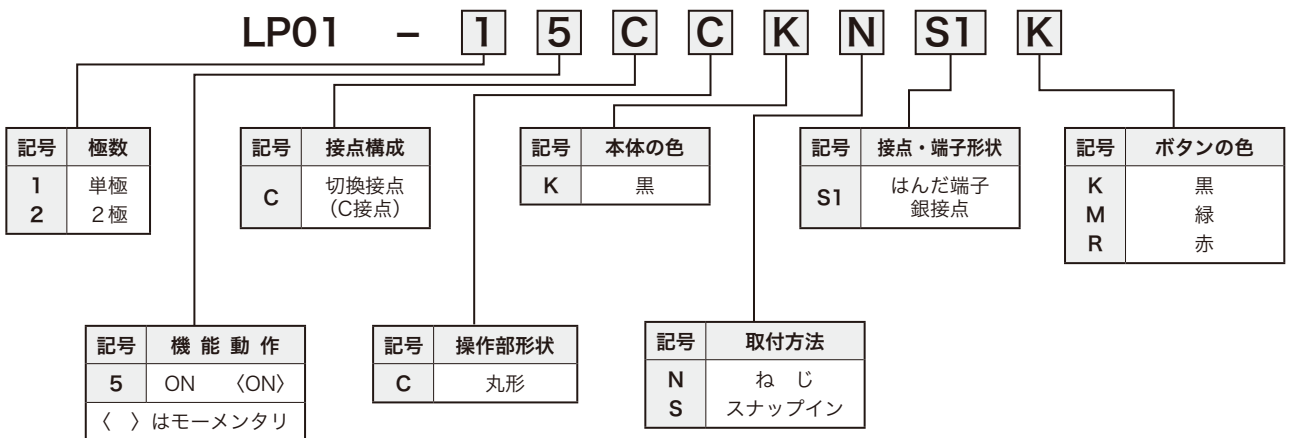 LP01 – 1 5 C C K N S1 K
記号 極数
1 単極
2 2極
記号 接点構成
C 切換接点
(C接点)
記号 本体の色
K 黒
記号 接点・端子形状
S1 はんだ端子
銀接点
記号 ボタンの色
K 黒
M 緑
R 赤
記号 機能動作
5 ON 〈ON〉
〈 〉はモーメンタリ
記号 操作部形状
C 丸形
記号 取付方法
N ねじ
S スナップイン